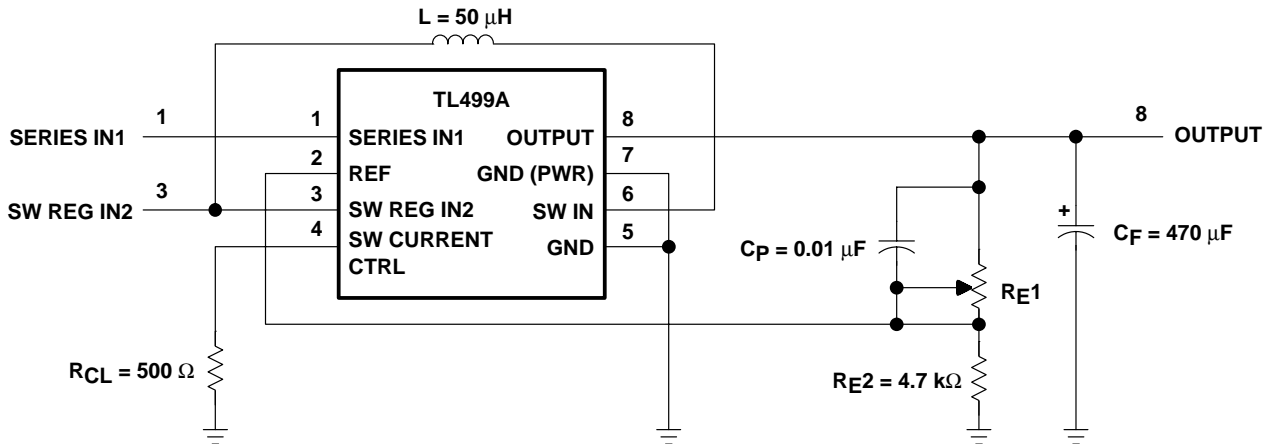 L = 50 μH
TL499A
SERIES IN1
1
1
SERIES IN1
OUTPUT
8
8
OUTPUT
2
REF
GND (PWR)
7
SW REG IN2
3
3
SW REG IN2
SW IN
6
4
SW CURRENT
CTRL
GND
5
CP = 0.01 μF
+
CF = 470 μF
RE1
RCL = 500 Ω
RE2 = 4.7 kΩ